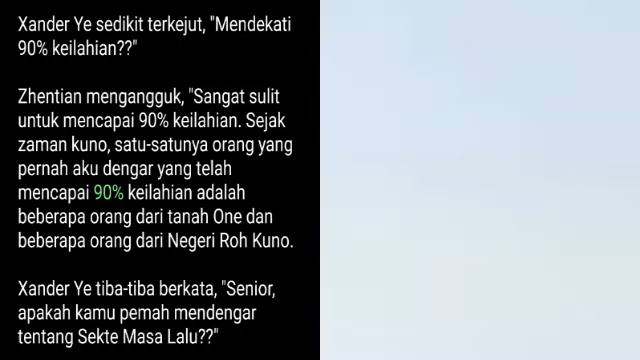 Xander Ye sedikit terkejut, "Mendekati
90% keilahian??"
Zhentian mengangguk, "Sangat sulit
untuk mencapai 90% keilahian. Sejak
zaman kuno, satu-satunya orang yang
pernah aku dengar yang telah
mencapai 90% keilahian adalah
beberapa orang dari tanah One dan
beberapa orang dari Negeri Roh Kuno.
Xander Ye tiba-tiba berkata, "Senior,
apakah kamu pemah mendengar
tentang Sekte Masa Lalu??"